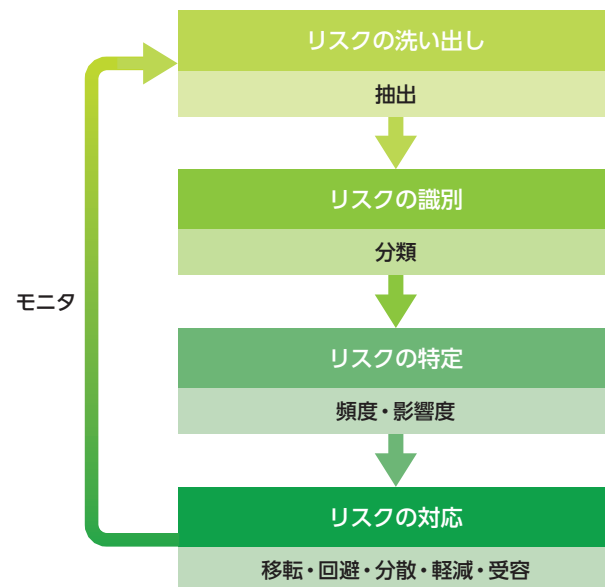 リスクの洗い出し
抽出
リスクの識別
分類
モニタ
リスクの特定
頻度・影響度
リスクの対応
移転・回避・分散・軽減・受容